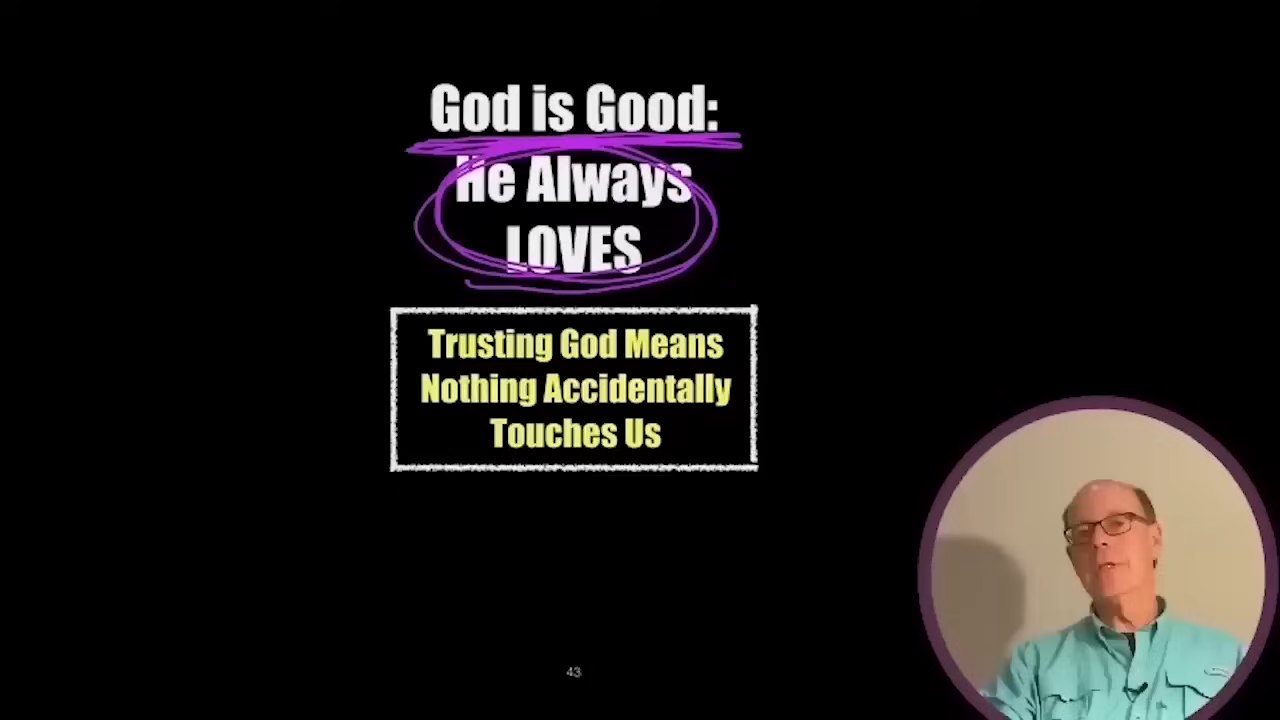 God is Good:
He Always
LOVES
Trusting God Means
Nothing Accidentally
Touches Us
43